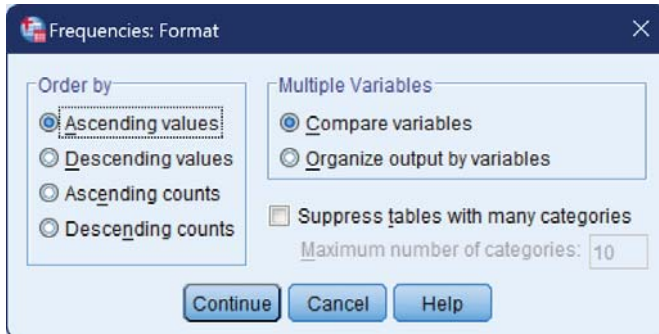 Frequencies: Format
Order by
Ascending values
Descending values
Ascending counts
Descending counts
Multiple Variables
Compare variables
Organize output by variables
Suppress tables with many categories
Maximum number of categories: 10
Continue Cancel Help